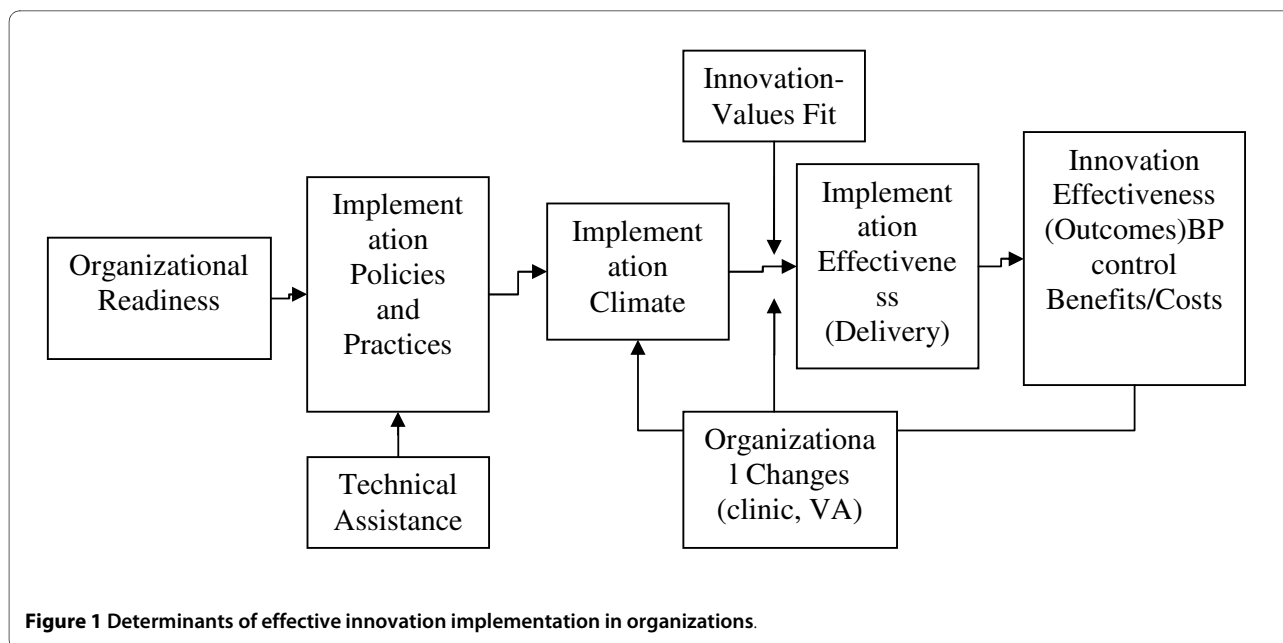 Innovation-
Values Fit
Innovation
Effectiveness
(Outcomes)BP
control
Benefits/Costs
Implement
ation
Policies
and
Practices
Implement
ation
Effectivene
ss
(Delivery)
Implement
ation
Climate
Organizational
Readiness
Organizationa
l Changes
(clinic, VA)
Technical
Assistance
Figure 1 Determinants of effective innovation implementation in organizations.